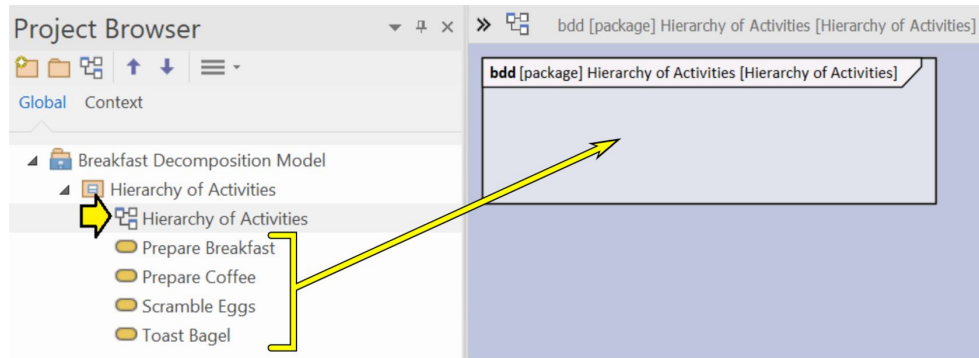 Project Browser
Global Context
Breakfast Decomposition Model
Hierarchy of Activities
Hierarchy of Activities
Prepare Breakfast
Prepare Coffee
Scramble Eggs
Toast Bagel
bdd [package] Hierarchy of Activities [Hierarchy of Activities]
bdd [package] Hierarchy of Activities [Hierarchy of Activities]